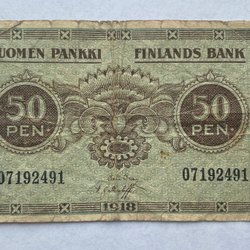 SUOMEN PANKKI FINLANDS BANK
50 50
PEN. PEN.
07192491 07192491
1918